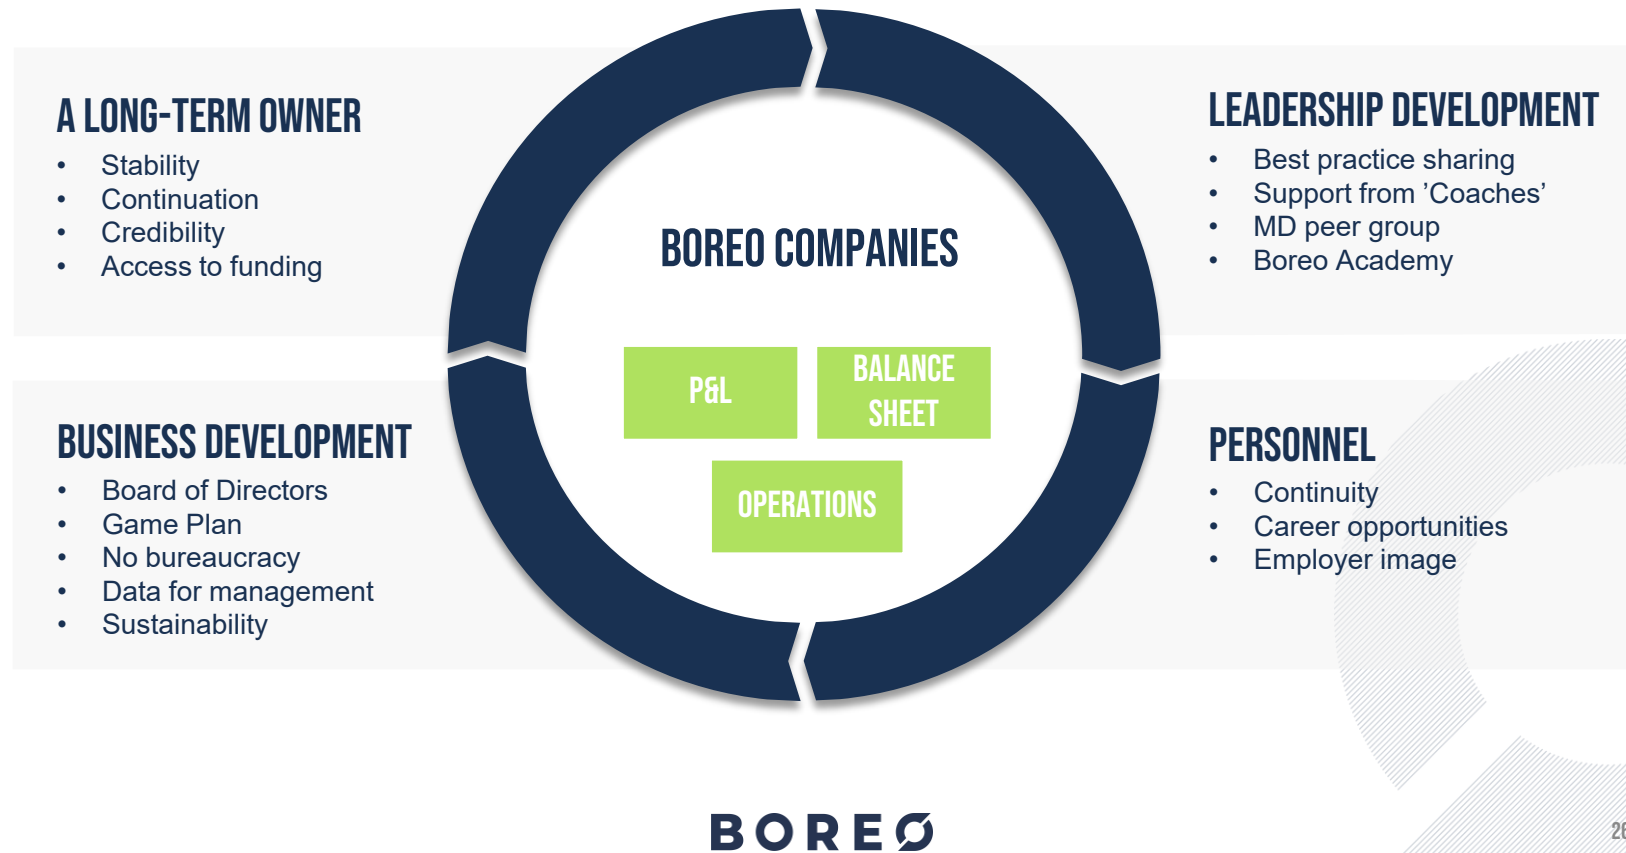 A LONG-TERM OWNER
• Stability
• Continuation
• Credibility
• Access to funding
LEADERSHIP DEVELOPMENT
• Best practice sharing
• Support from ’Coaches’
• MD peer group
• Boreo Academy
BOREO COMPANIES
P&L
BALANCE
SHEET
OPERATIONS
BUSINESS DEVELOPMENT
• Board of Directors
• Game Plan
• No bureaucracy
• Data for management
• Sustainability
PERSONNEL
• Continuity
• Career opportunities
• Employer image
BOREO
26